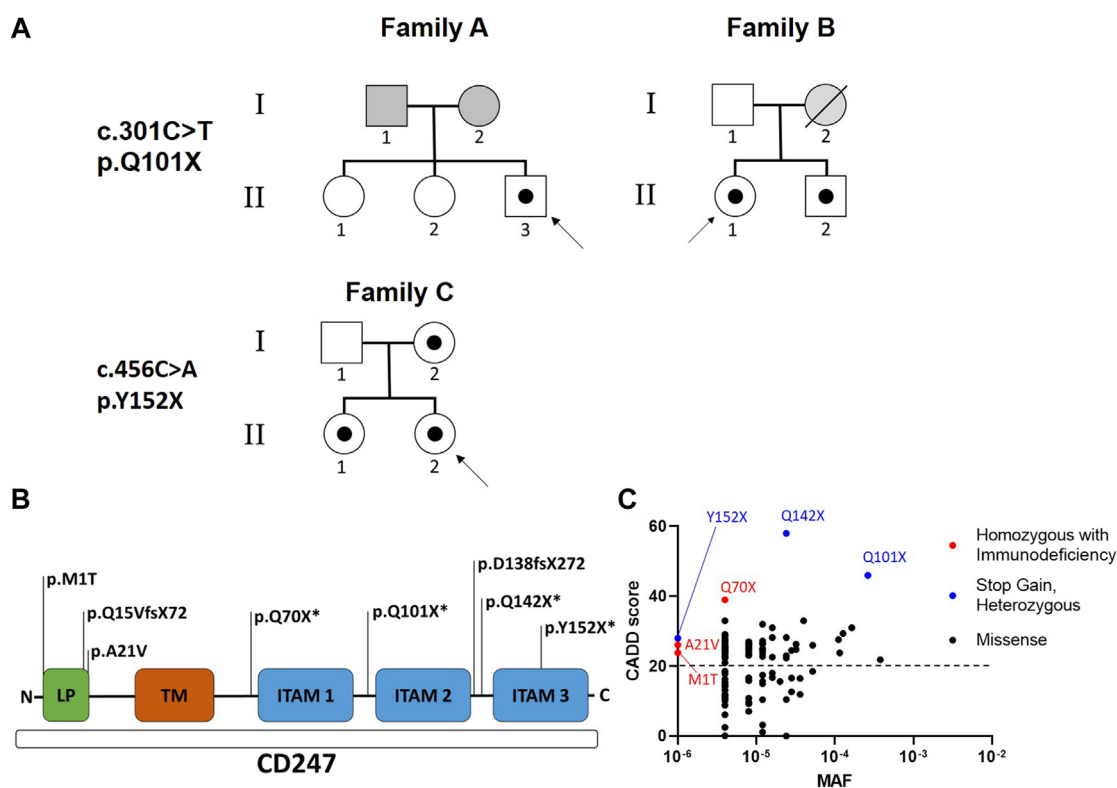 A
Family A
Family B
c.301C>T
p.Q101X
I
1
2
II
1
2
3
I
1
2
II
1
2
Family C
c.456C>A
p.Y152X
I
1
2
II
1
2
B
p.M1T
p.Q15VfsX72
p.A21V
p.Q70X*
p.Q101X*
p.D138fsX272
p.Q142X*
p.Y152X*
N
LP
TM
ITAM 1
ITAM 2
ITAM 3
C
CD247
C
Y152X
Q142X
Q101X
Q70X
A21V
M1T
CADD score
60
40
20
0
10-6
10-5
10-4
10-3
10-2
MAF
Homozygous with
Immunodeficiency
Stop Gain,
Heterozygous
Missense